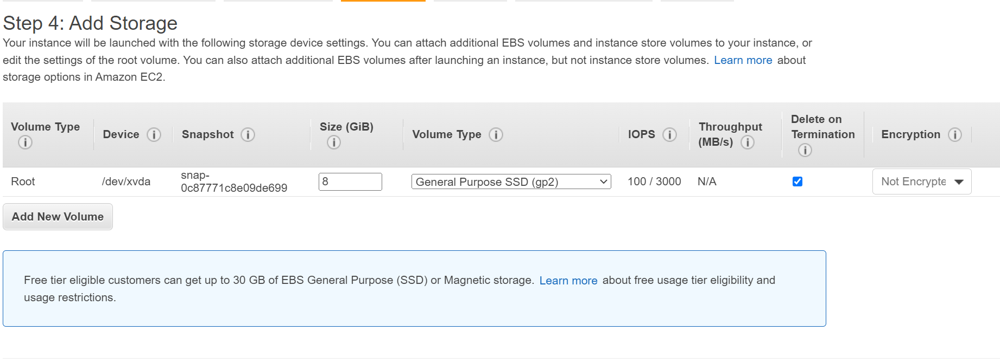 Step 4: Add Storage
Your instance will be launched with the following storage device settings. You can attach additional EBS volumes and instance store volumes to your instance, or
edit the settings of the root volume. You can also attach additional EBS volumes after launching an instance, but not instance store volumes. Learn more about
storage options in Amazon EC2.
Volume Type
Device
Snapshot
Size (GiB)
Volume Type
IOPS
Throughput
(MB/s)
Delete on
Termination
Encryption
Root
/dev/xvda
snap-
0c87771c8e09de699
8
General Purpose SSD (gp2)
100 / 3000
N/A
Not Encrypte
Add New Volume
Free tier eligible customers can get up to 30 GB of EBS General Purpose (SSD) or Magnetic storage. Learn more about free usage tier eligibility and
usage restrictions.